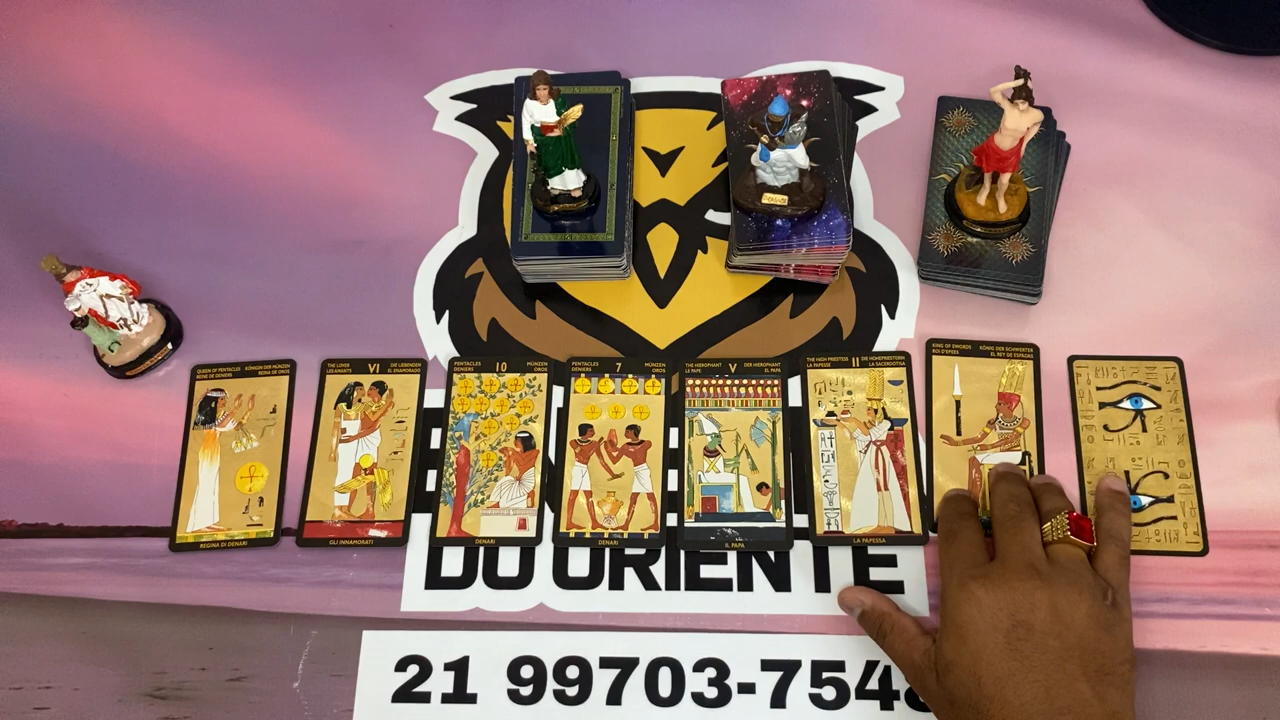 QUEEN OF PENTACLES KÖNIGIN DER MÜNZEN
REINE DE DENIERS REINA DE OROS
REGINA DI DENARI
THE LOVER VI DIE LIEBENDEN
LES AMANTS EL ENAMORADO
GLI INNAMORATI
PENTACLES 10 MÜNZEN
DENIERS OROS
DENARI
PENTACLES 7 MÜNZEN
DENIERS OROS
DENARI
THE HIEROPHANT V DER HIEROPHANT
LE PAPE EL PAPA
IL PAPA
THE HIGH PRIESTESS II DIE HOHEPRIESTERIN
LA PAPESSE LA SACERDOTISA
LA PAPESSA
KING OF SWORDS KÖNIG DER SCHWERTER
ROI D'EPEES EL REY DE ESPADAS
DO ORIENTE
21 99703-7548